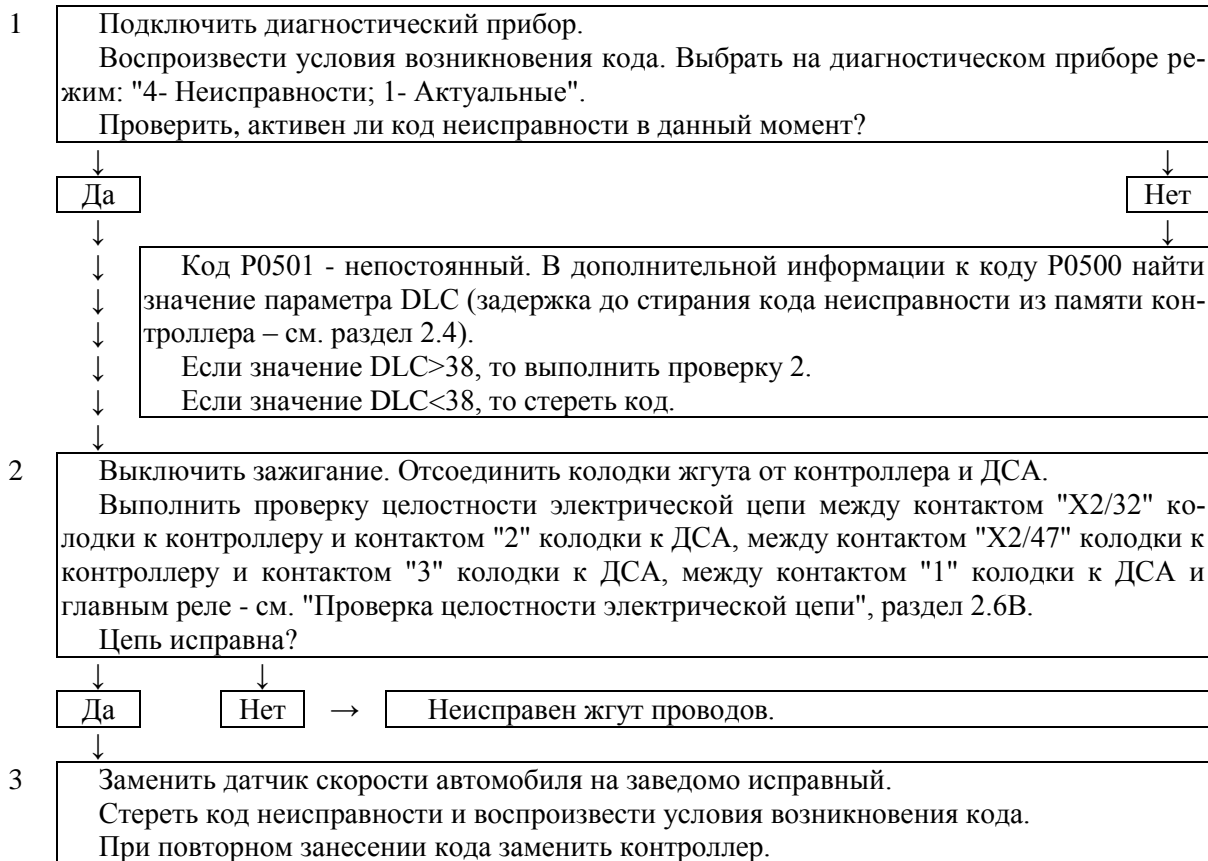 1 Подключить диагностический прибор.
Воспроизвести условия возникновения кода. Выбрать на диагностическом приборе ре-
жим: "4- Неисправности; 1- Актуальные".
Проверить, активен ли код неисправности в данный момент?
↓ ↓
Да Нет
↓ ↓
↓ Код Р0501 - непостоянный. В дополнительной информации к коду Р0500 найти
↓ значение параметра DLC (задержка до стирания кода неисправности из памяти кон-
↓ троллера – см. раздел 2.4).
↓ Если значение DLC>38, то выполнить проверку 2.
↓ Если значение DLC<38, то стереть код.
↓
2 Выключить зажигание. Отсоединить колодки жгута от контроллера и ДСА.
Выполнить проверку целостности электрической цепи между контактом "Х2/32" ко-
лодки к контроллеру и контактом "2" колодки к ДСА, между контактом "Х2/47" колодки к
контроллеру и контактом "3" колодки к ДСА, между контактом "1" колодки к ДСА и
главным реле - см. "Проверка целостности электрической цепи", раздел 2.6В.
Цепь исправна?
↓ ↓
Да Нет → Неисправен жгут проводов.
↓
3 Заменить датчик скорости автомобиля на заведомо исправный.
Стереть код неисправности и воспроизвести условия возникновения кода.
При повторном занесении кода заменить контроллер.